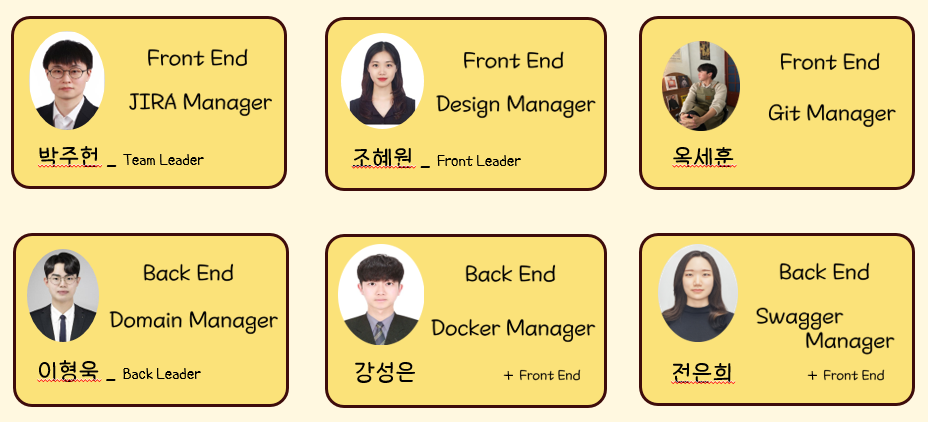 Front End
JIRA Manager
박주헌 _ Team Leader
Front End
Design Manager
조혜원 _ Front Leader
Front End
Git Manager
옥세훈
Back End
Domain Manager
이형욱 _ Back Leader
Back End
Docker Manager
강성은 + Front End
Back End
Swagger
Manager
전은희 + Front End